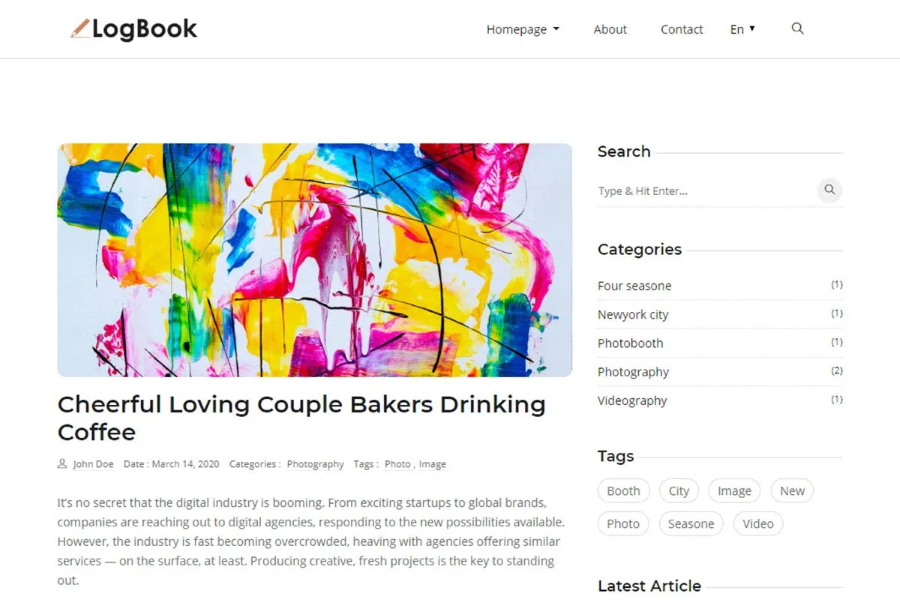 LogBook
Homepage
About
Contact
En
Cheerful Loving Couple Bakers Drinking
Coffee
John Doe Date : March 14, 2020 Categories : Photography Tags : Photo , Image
It's no secret that the digital industry is booming. From exciting startups to global brands,
companies are reaching out to digital agencies, responding to the new possibilities available.
However, the industry is fast becoming overcrowded, heaving with agencies offering similar
services — on the surface, at least. Producing creative, fresh projects is the key to standing
out.
Search
Type & Hit Enter...
Categories
Four seasone (1)
Newyork city (1)
Photobooth (1)
Photography (2)
Videography (1)
Tags
Booth City Image New
Photo Seasone Video
Latest Article